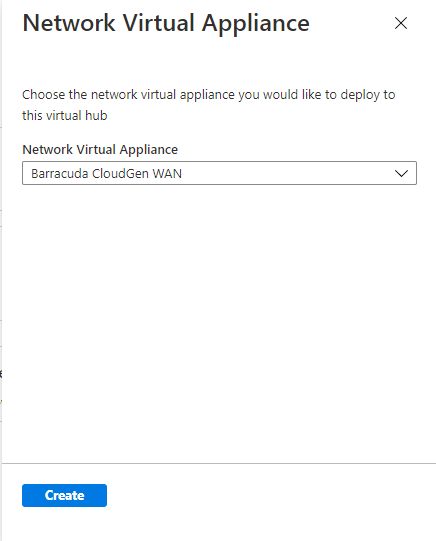 Network Virtual Appliance
Choose the network virtual appliance you would like to deploy to
this virtual hub
Network Virtual Appliance
Barracuda CloudGen WAN
Create